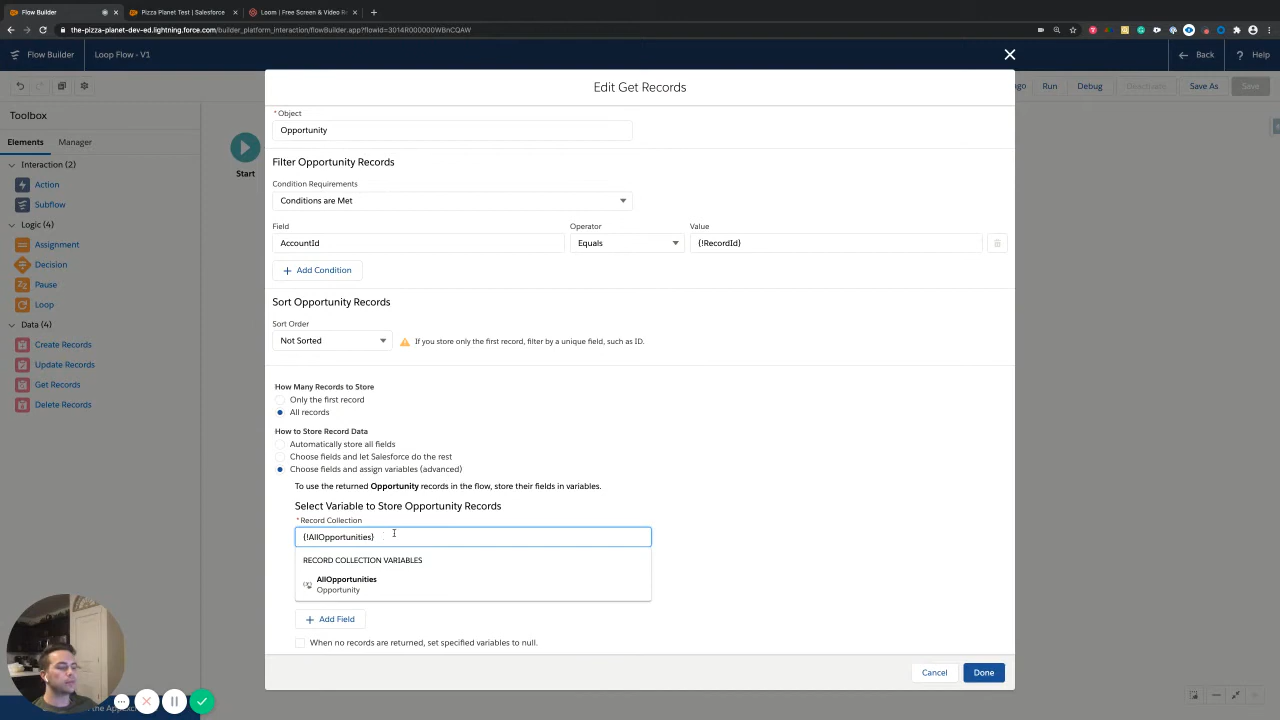 Flow Builder
Pizza Planet Test | Salesforce
Loom | Free Screen & Video Re
the-pizza-planet-dev-ed.lightning.force.com/builder_platform_interaction/flowBuilder.app?flowId=3014R000000WBnCQAW
Flow Builder
Loop Flow - V1
Back
? Help
Run
Debug
Save As
Save
Toolbox
Elements
Manager
Interaction (2)
Action
Subflow
Logic (4)
Assignment
Decision
Pause
Loop
Data (4)
Create Records
Update Records
Get Records
Delete Records
Start
Edit Get Records
* Object
Opportunity
Filter Opportunity Records
Condition Requirements
Conditions are Met
Field
Operator
Value
AccountId
Equals
{!RecordId}
+ Add Condition
Sort Opportunity Records
Sort Order
Not Sorted
If you store only the first record, filter by a unique field, such as ID.
How Many Records to Store
Only the first record
All records
How to Store Record Data
Automatically store all fields
Choose fields and let Salesforce do the rest
Choose fields and assign variables (advanced)
To use the returned Opportunity records in the flow, store their fields in variables.
Select Variable to Store Opportunity Records
* Record Collection
{!AllOpportunities}
RECORD COLLECTION VARIABLES
AllOpportunities
Opportunity
+ Add Field
When no records are returned, set specified variables to null.
Cancel
Done